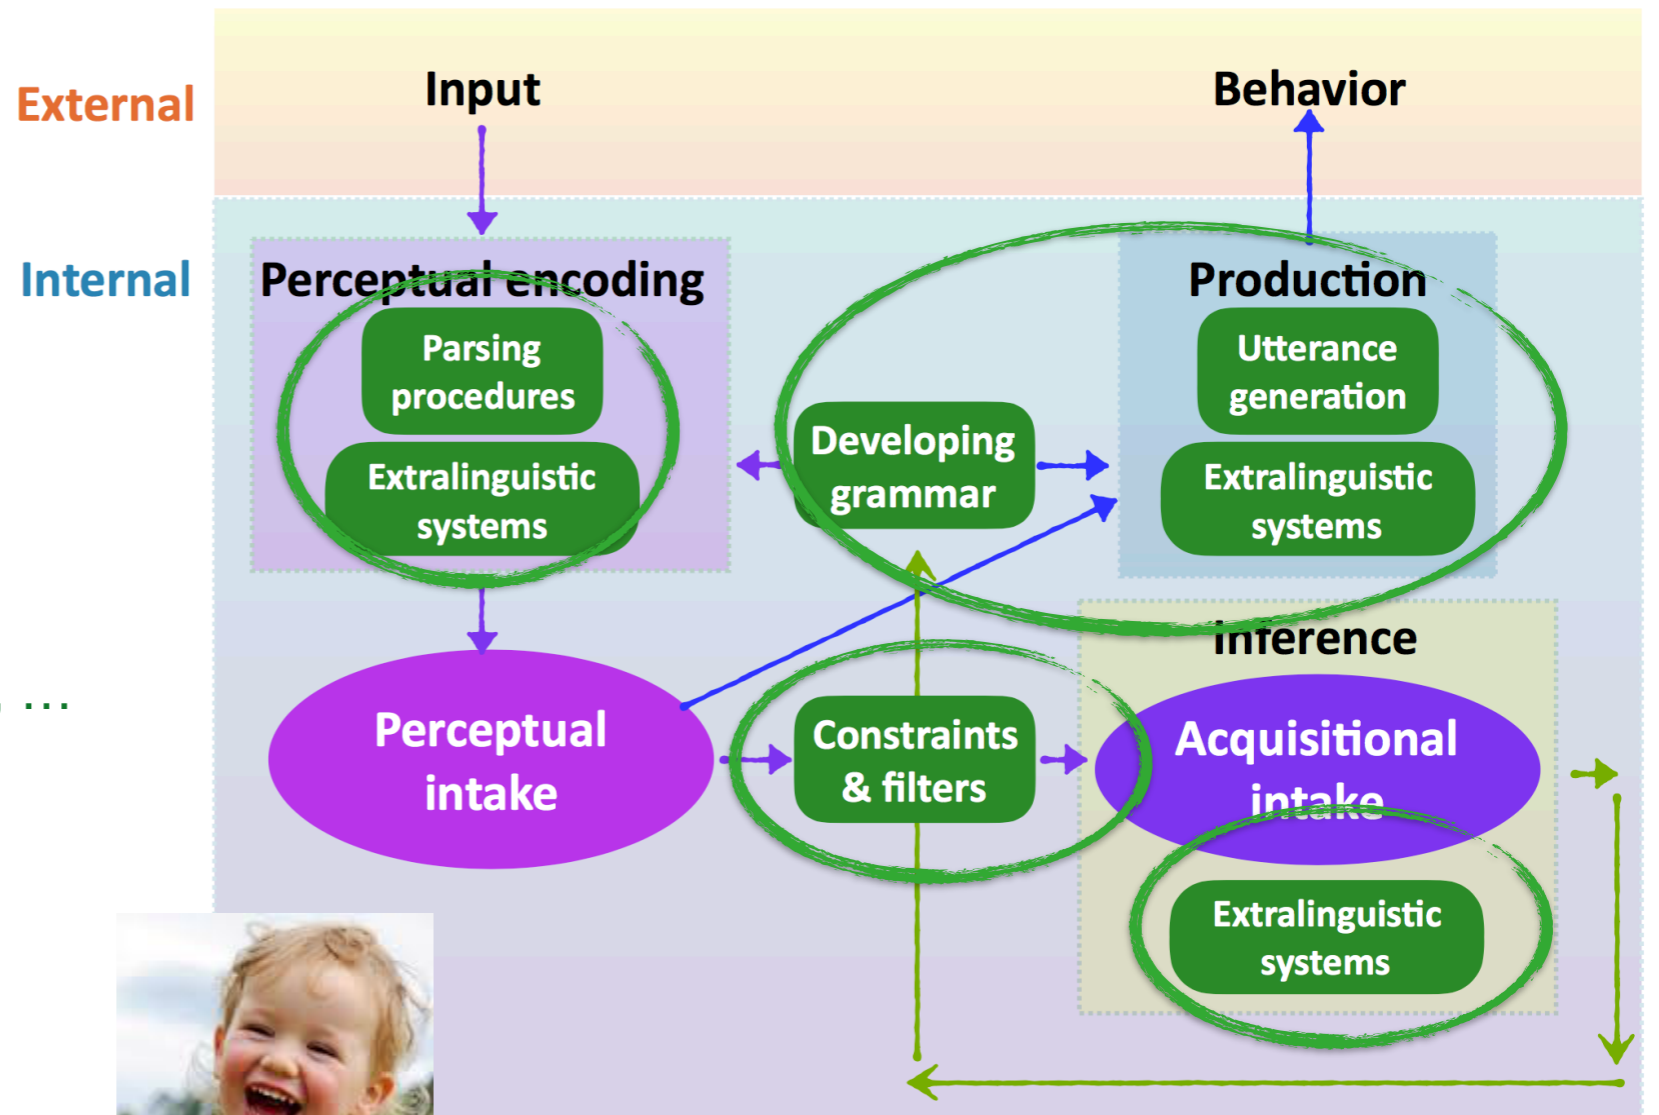 External
Input
Behavior
Internal
Perceptual encoding
Parsing
procedures
Extralinguistic
systems
Developing
grammar
Production
Utterance
generation
Extralinguistic
systems
Perceptual
intake
Constraints
& filters
Inference
Acquisitional
intake
Extralinguistic
systems
...